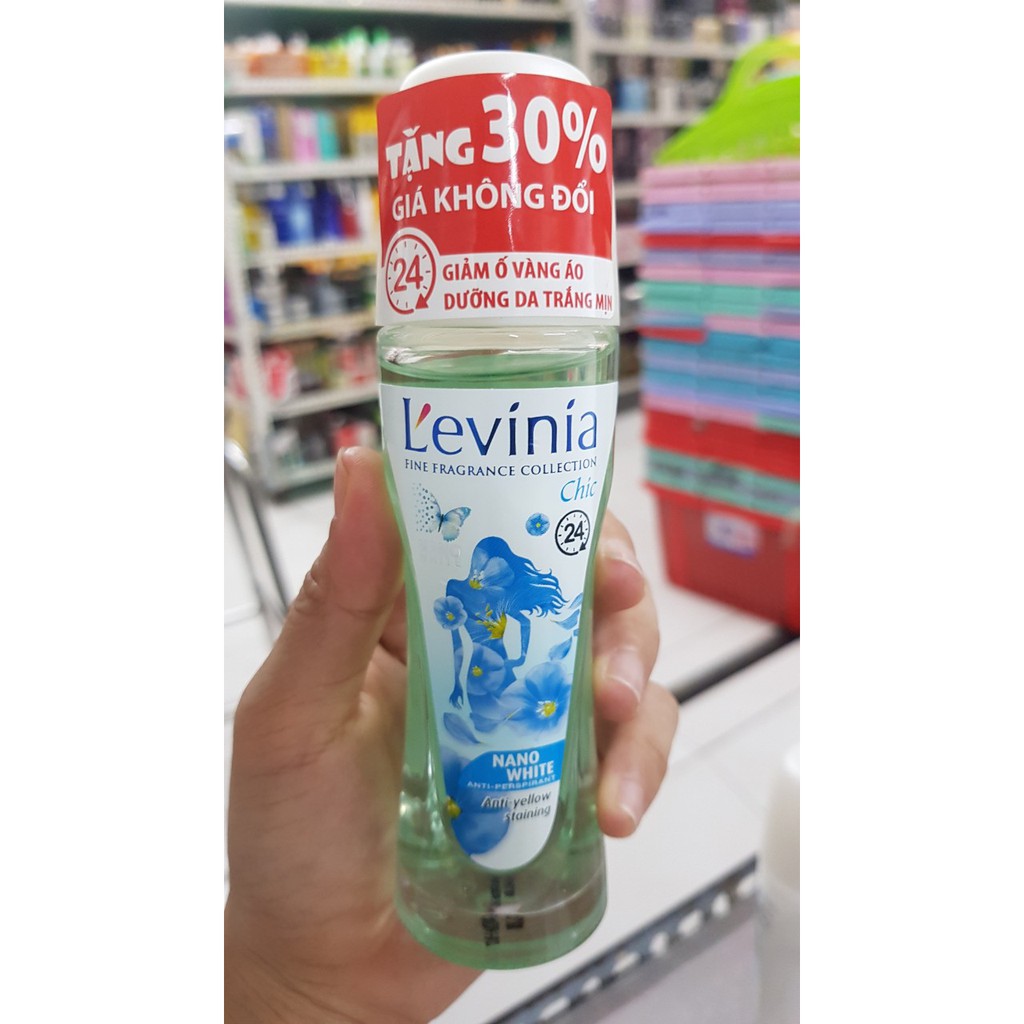 TẶNG 30%
GIÁ KHÔNG ĐỔI
24
GIẢM Ố VÀNG ÁO
DƯỠNG DA TRẮNG MỊN
L'evinia
FINE FRAGRANCE COLLECTION
Chic
24
NANO
WHITE
ANTI-PERSPIRANT
Anti-yellow
staining